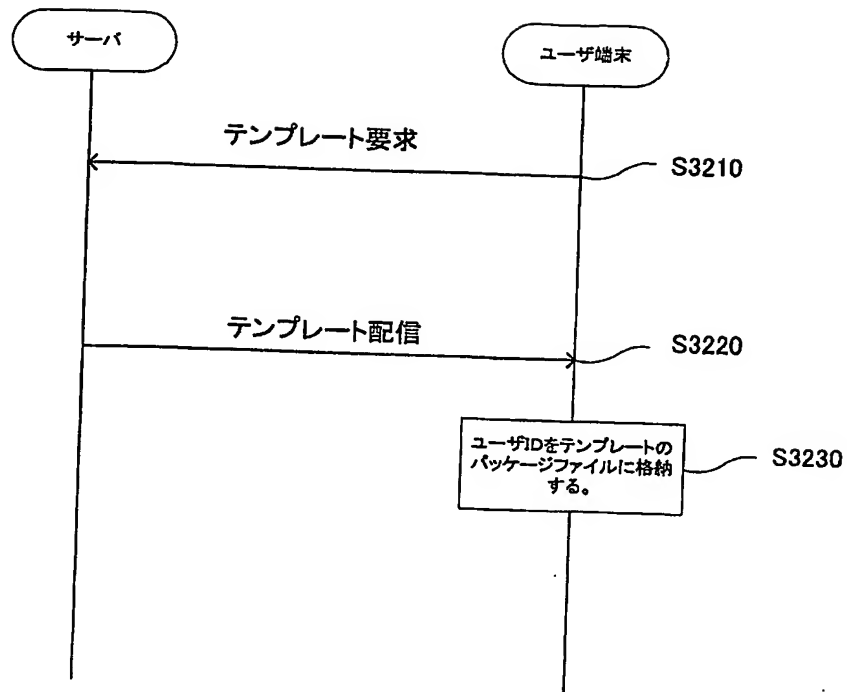 サーバ
ユーザ端末
テンプレート要求
S3210
テンプレート配信
S3220
ユーザIDをテンプレートの
パッケージファイルに格納
する。
S3230